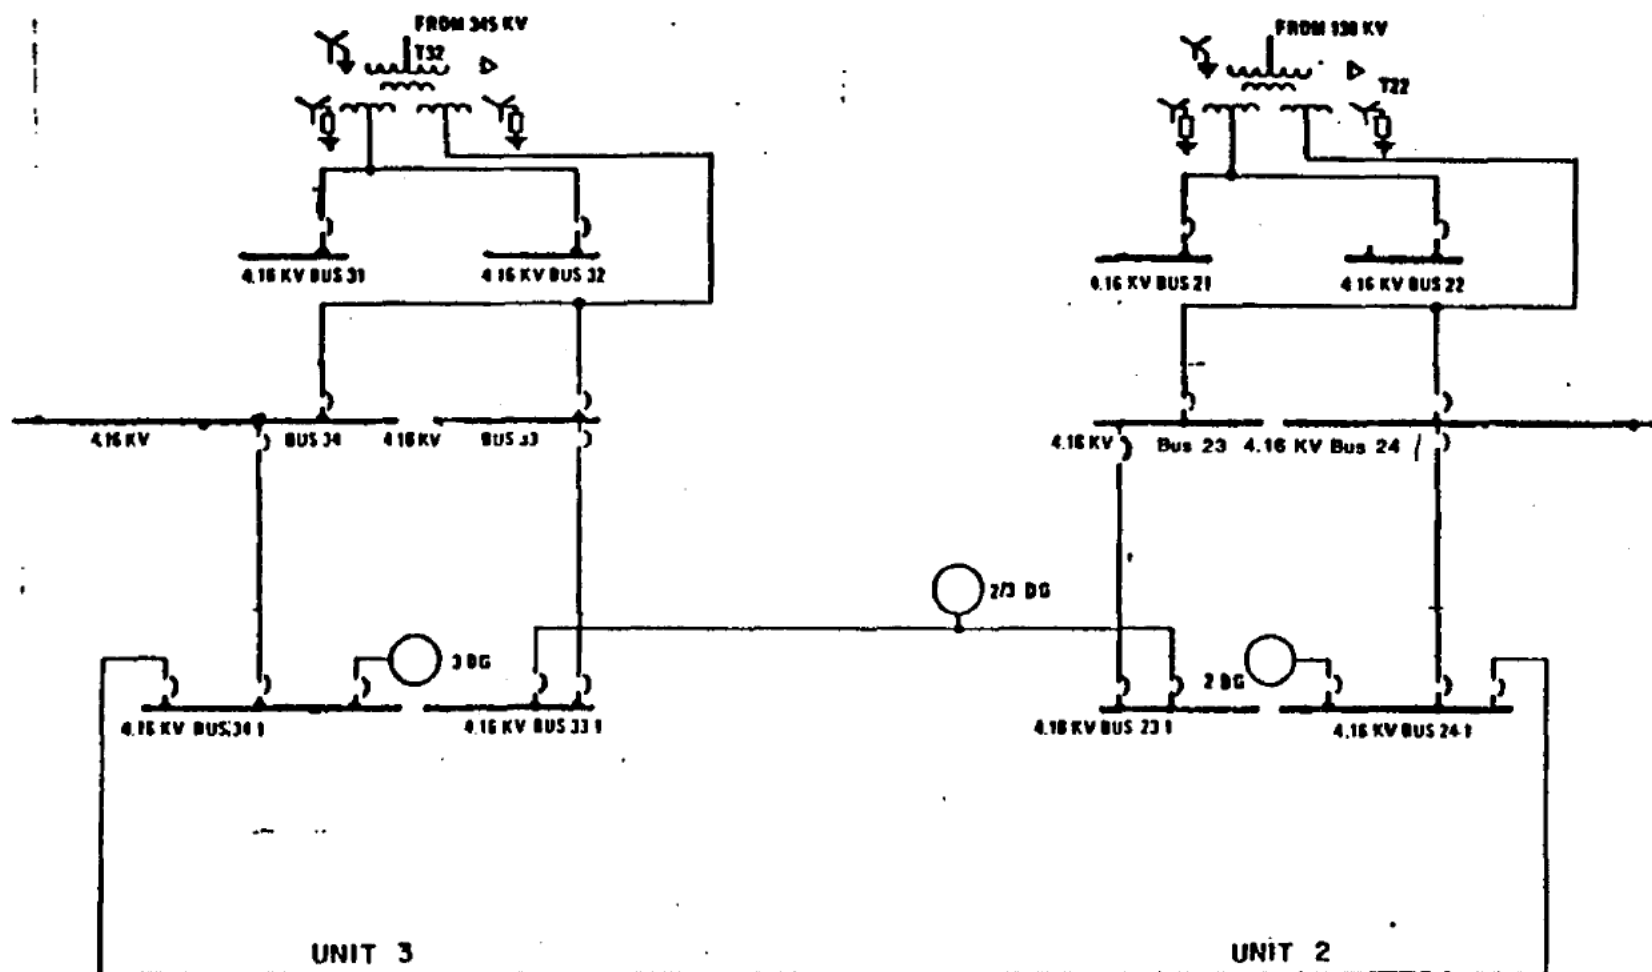 FROM 345 KV
T32
FROM 138 KV
T22
4.16 KV BUS 31
4.16 KV BUS 32
4.16 KV BUS 21
4.16 KV BUS 22
4.16 KV BUS 34 4.16 KV BUS 33
4.16 KV Bus 23 4.16 KV Bus 24
2/3 DG
3 DG
2 DG
4.16 KV BUS 34-1
4.16 KV BUS 33-1
4.16 KV BUS 23-1
4.16 KV BUS 24-1
UNIT 3
UNIT 2